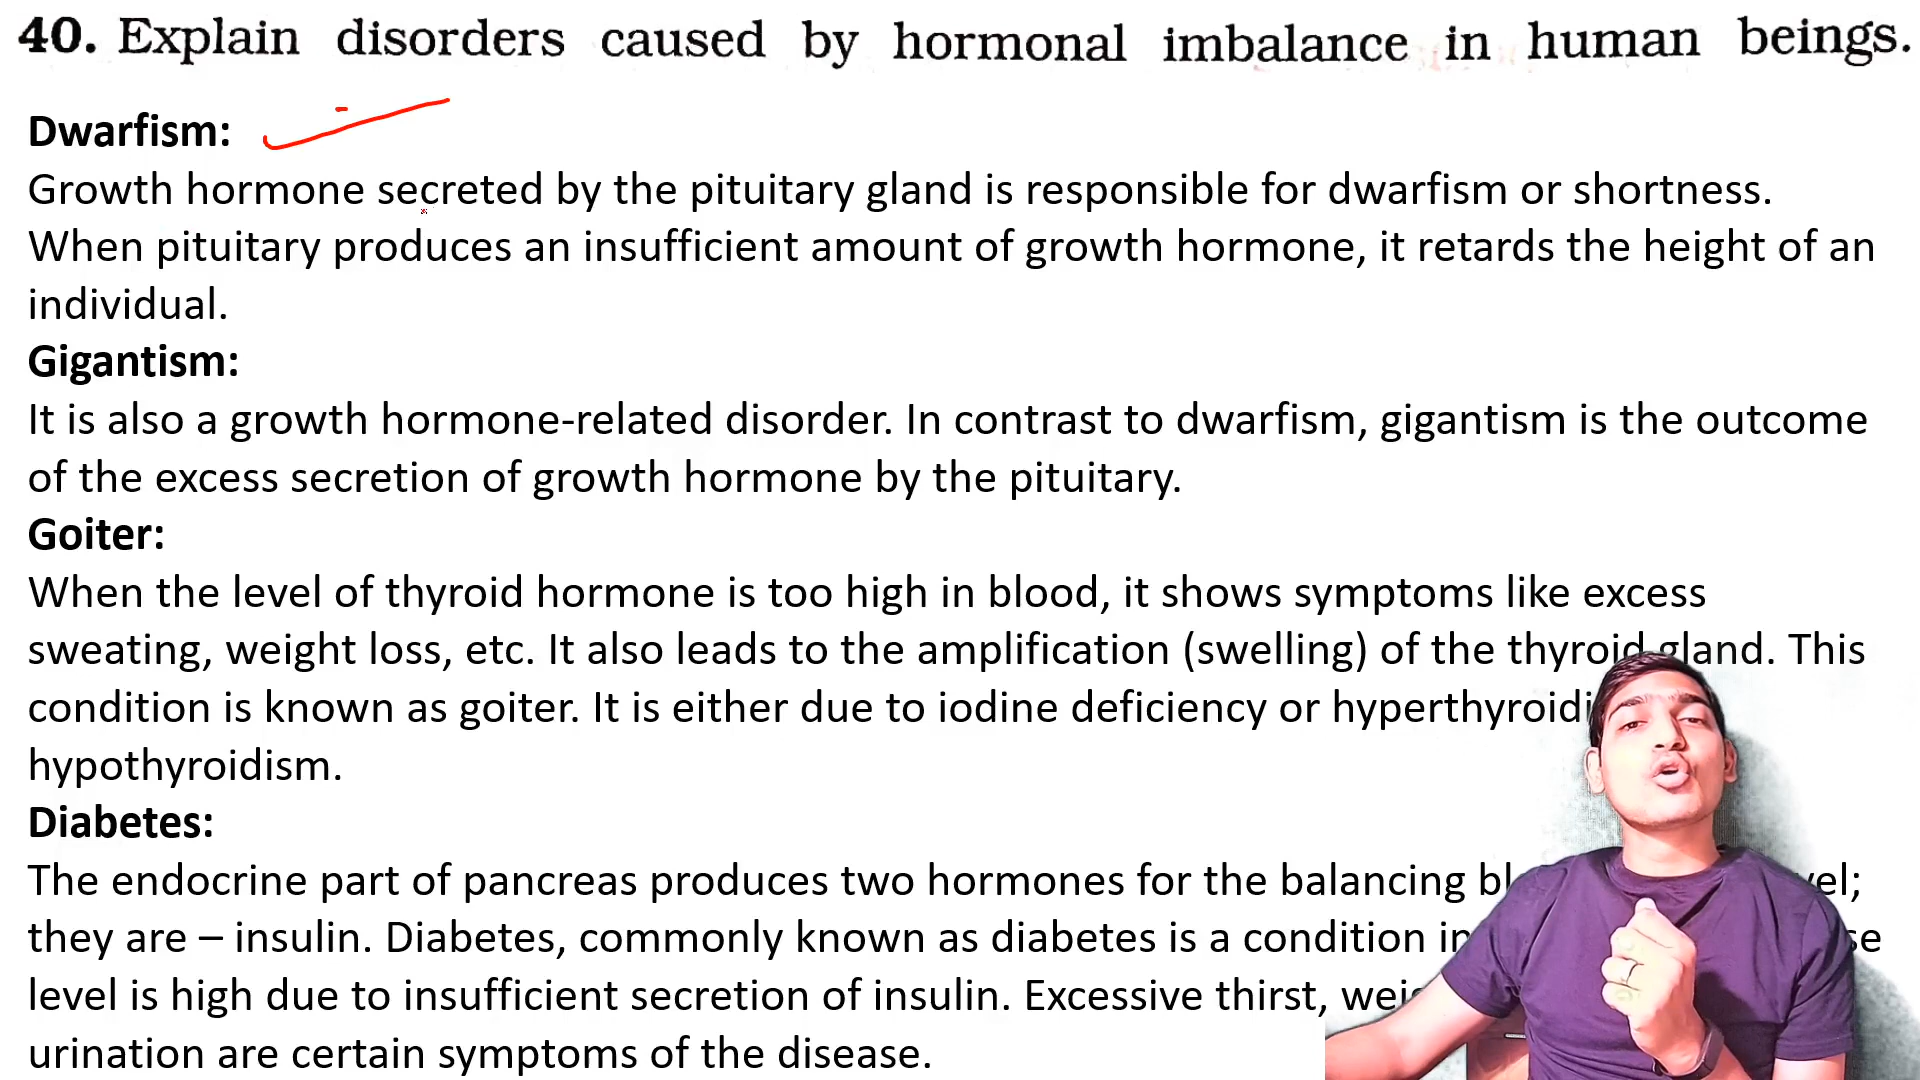 40. Explain disorders caused by hormonal imbalance in human beings.
Dwarfism:
Growth hormone secreted by the pituitary gland is responsible for dwarfism or shortness.
When pituitary produces an insufficient amount of growth hormone, it retards the height of an
individual.
Gigantism:
It is also a growth hormone-related disorder. In contrast to dwarfism, gigantism is the outcome
of the excess secretion of growth hormone by the pituitary.
Goiter:
When the level of thyroid hormone is too high in blood, it shows symptoms like excess
sweating, weight loss, etc. It also leads to the amplification (swelling) of the thyroid gland. This
condition is known as goiter. It is either due to iodine deficiency or
hypothyroidism.
Diabetes:
The endocrine part of pancreas produces two hormones for the balancing
they are – insulin. Diabetes, commonly known as diabetes is a condition
level is high due to insufficient secretion of insulin. Excessive thirst,
urination are certain symptoms of the disease.